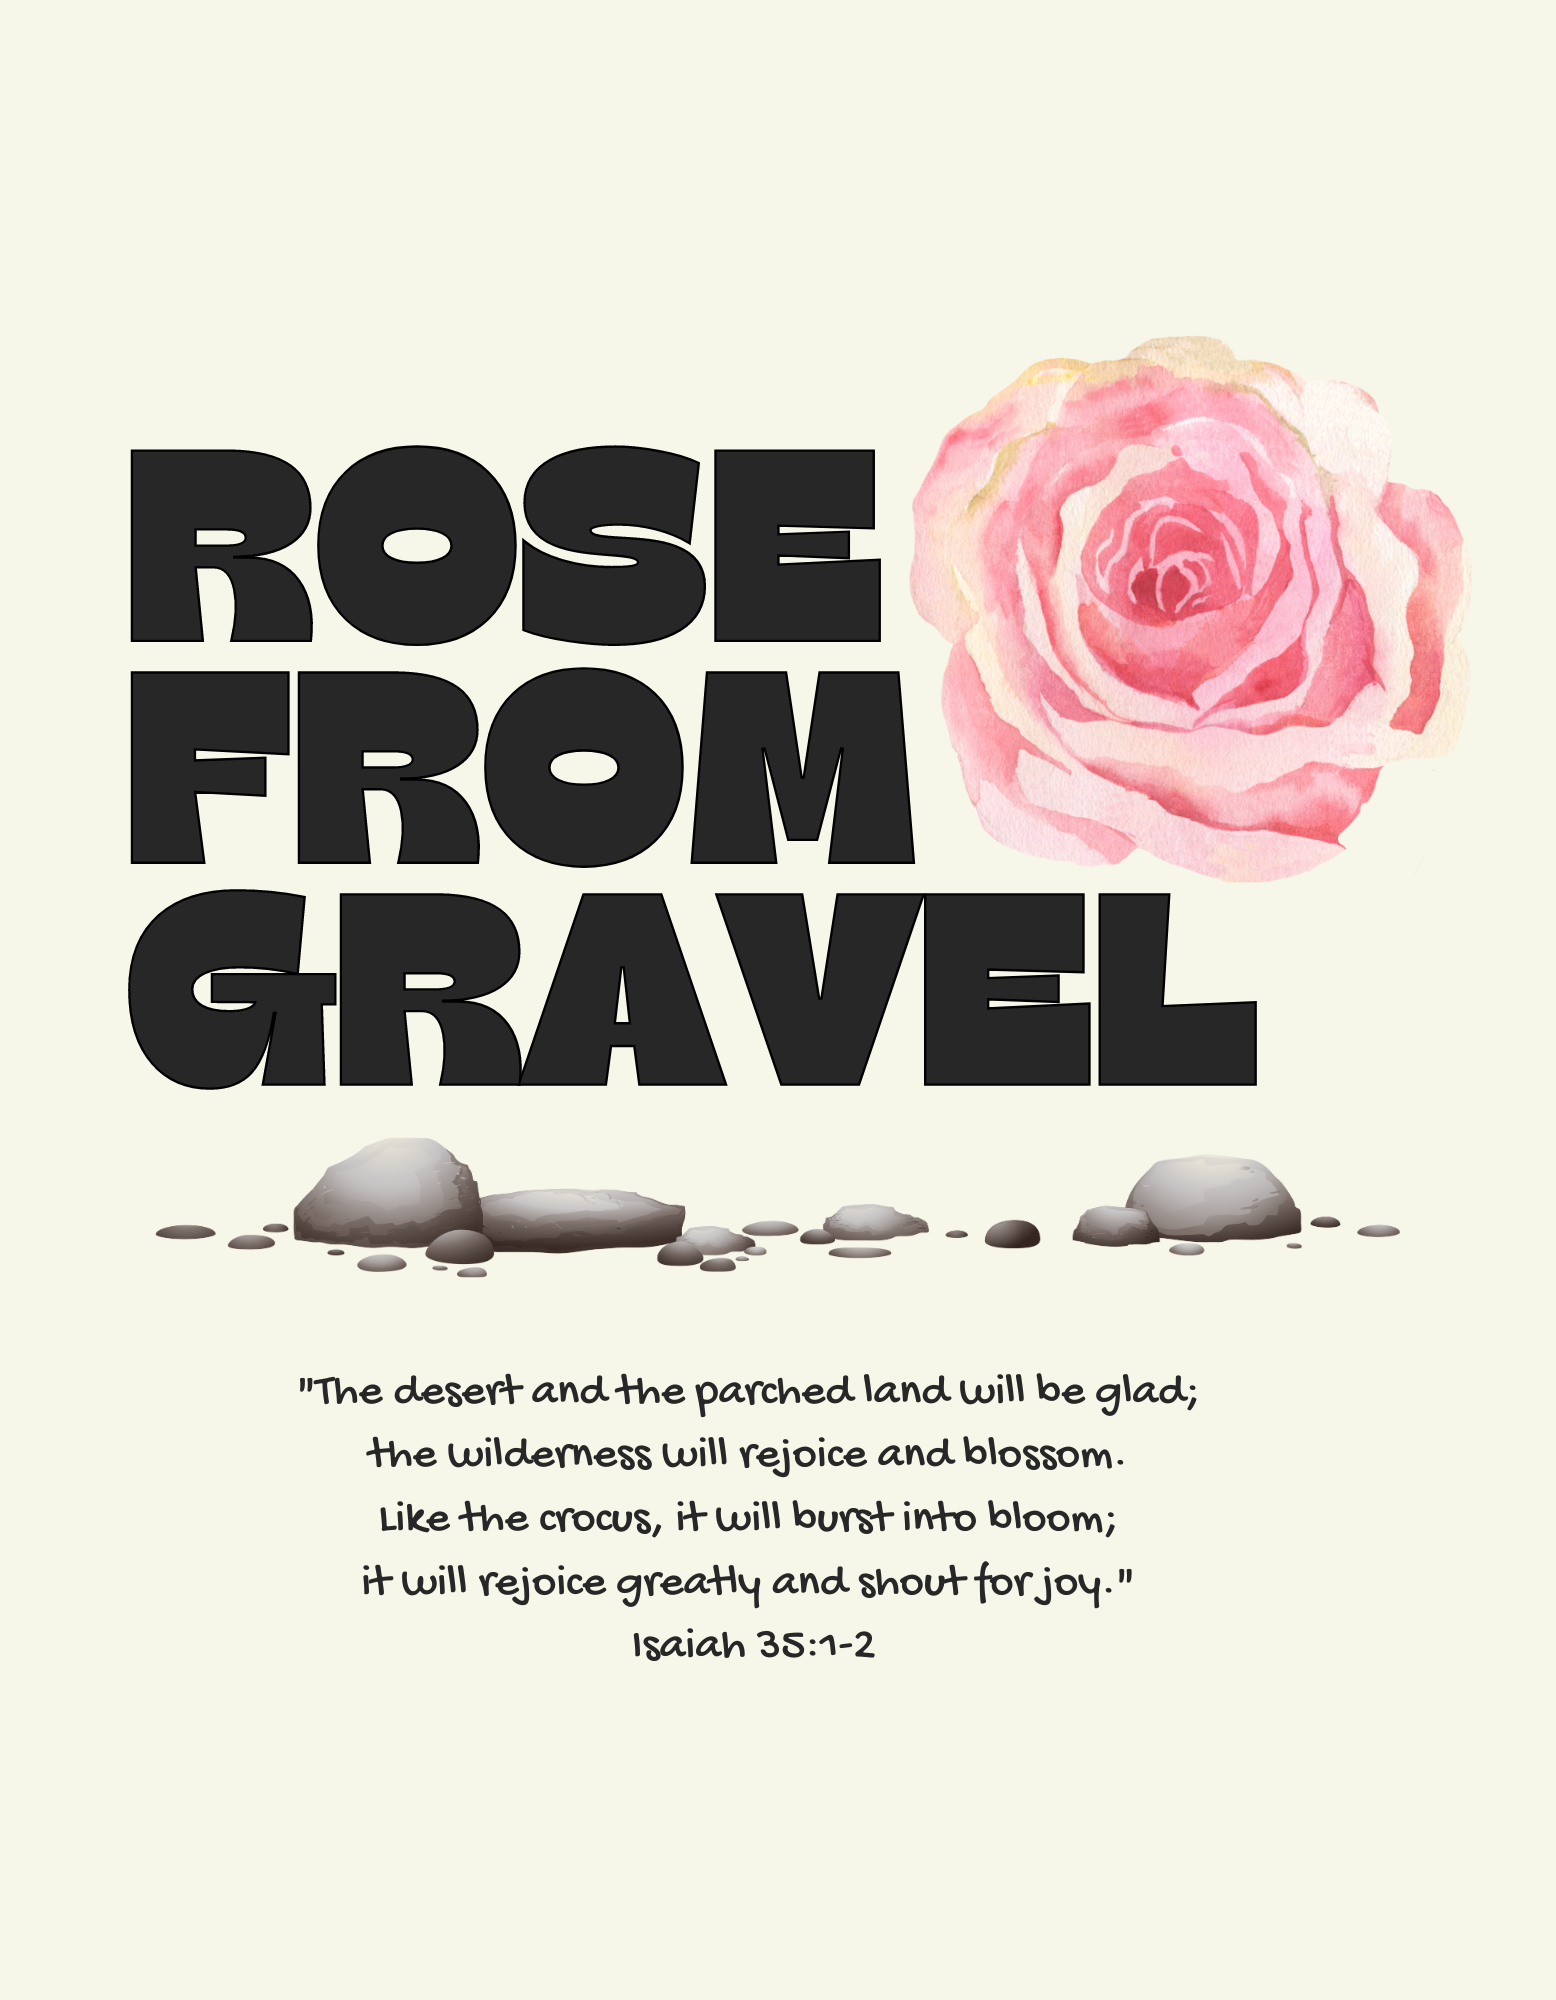 ROSE
FROM
GRAVEL
"The desert and the parched land will be glad;
the wilderness will rejoice and blossom.
Like the crocus, it will burst into bloom;
it will rejoice greatly and shout for joy."
Isaiah 35:1-2